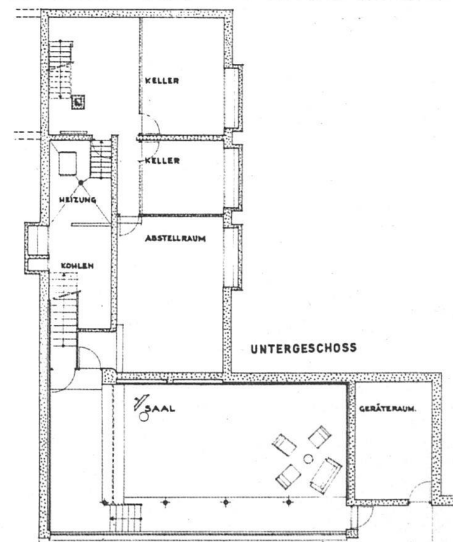 KELLER
KELLER
HEIZUNG
ABSTELLRAUM
KOHLEN
UNTERGESCHOSS
SAAL
GERÄTERAUM.